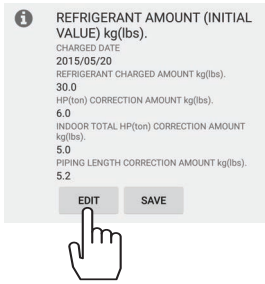 REFRIGERANT AMOUNT (INITIAL
VALUE) kg(lbs).
CHARGED DATE
2015/05/20
REFRIGERANT CHARGED AMOUNT kg(lbs).
30.0
HP(ton) CORRECTION AMOUNT kg(lbs).
6.0
INDOOR TOTAL HP(ton) CORRECTION AMOUNT
kg(lbs).
5.0
PIPING LENGTH CORRECTION AMOUNT kg(lbs).
5.2
EDIT SAVE